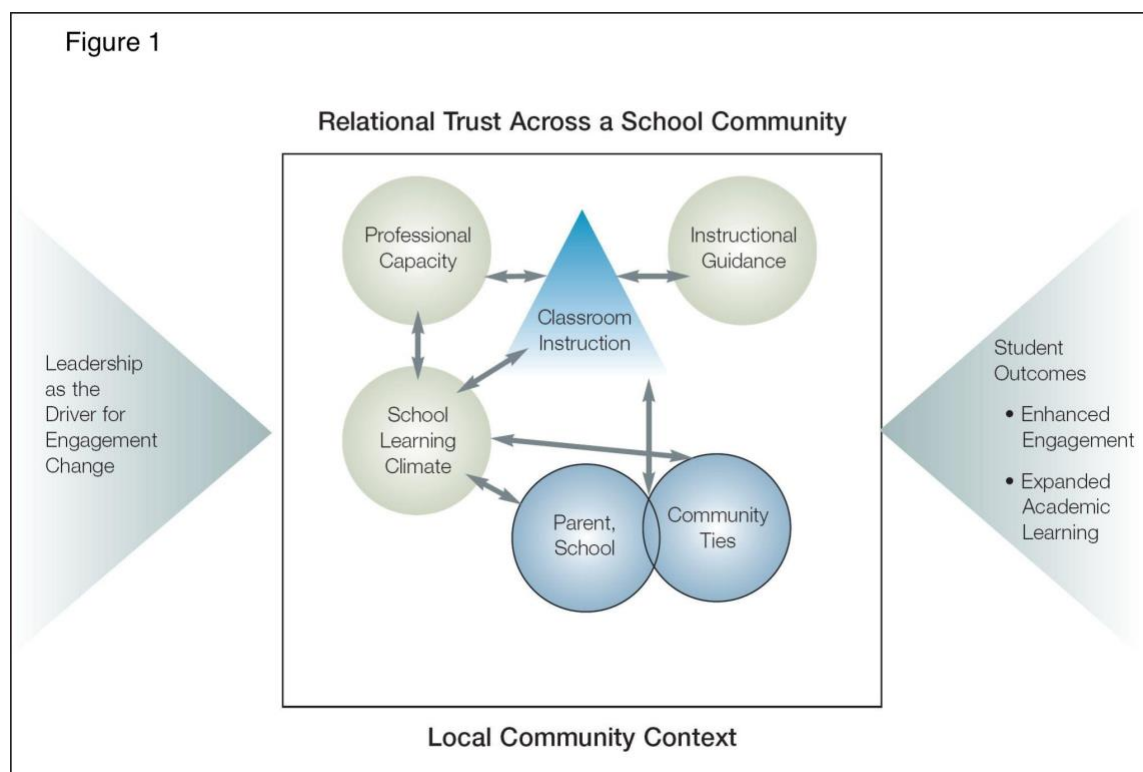 Figure 1
Relational Trust Across a School Community
Professional
Capacity
Instructional
Guidance
Classroom
Instruction
Leadership
as the
Driver for
Engagement
Change
School
Learning
Climate
Parent,
School
Community
Ties
Student
Outcomes
• Enhanced
Engagement
• Expanded
Academic
Learning
Local Community Context